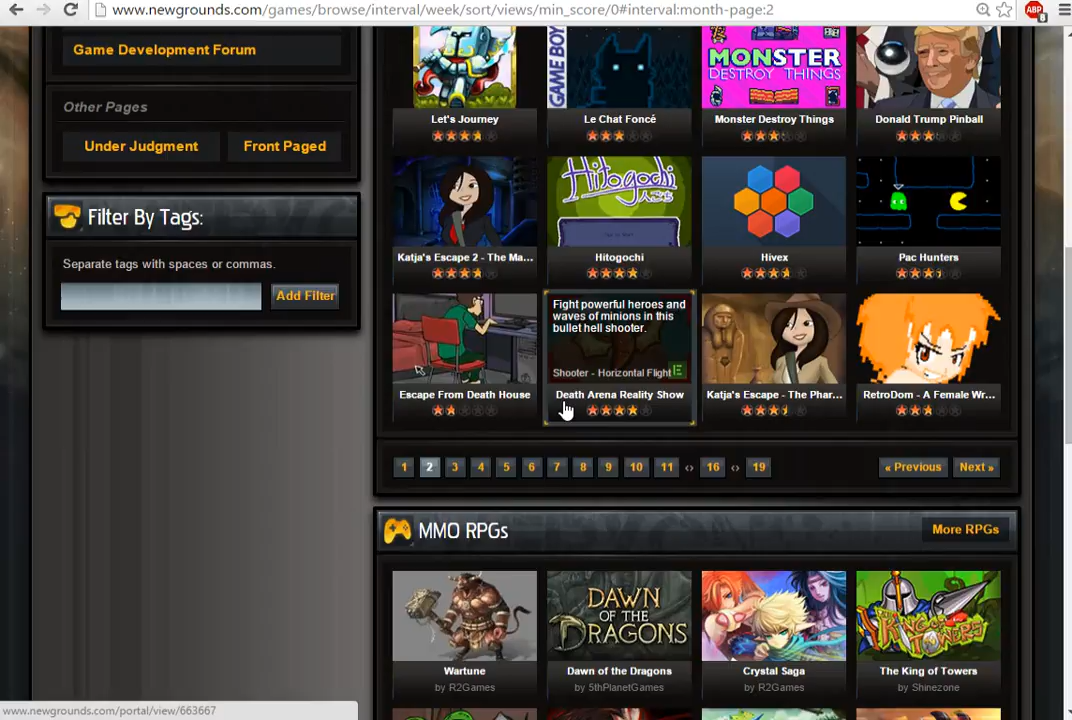 www.newgrounds.com/games/browse/interval/week/sort/views/min_score/0#interval:month-page:2
ABP
8
Game Development Forum
Other Pages
Under Judgment
Front Paged
Filter By Tags:
Separate tags with spaces or commas.
Add Filter
GAME BOY
MONSTER
DESTROY THINGS
Let's Journey
Le Chat Foncé
Monster Destroy Things
Donald Trump Pinball
Hitogochi
Katja's Escape 2 - The Ma...
Hitogochi
Hivex
Pac Hunters
Fight powerful heroes and
waves of minions in this
bullet hell shooter.
Shooter - Horizontal Flight
E
Escape From Death House
Death Arena Reality Show
Katja's Escape - The Phar...
RetroDom - A Female Wr...
1 2 3 4 5 6 7 8 9 10 11 ‹› 16 ‹› 19
« Previous
Next »
MMO RPGs
More RPGs
DAWN
OF THE
DRAGONS
KING OF
TOWERS
Wartune
Dawn of the Dragons
Crystal Saga
The King of Towers
by R2Games
by 5thPlanetGames
by R2Games
by Shinezone
www.newgrounds.com/portal/view/663667